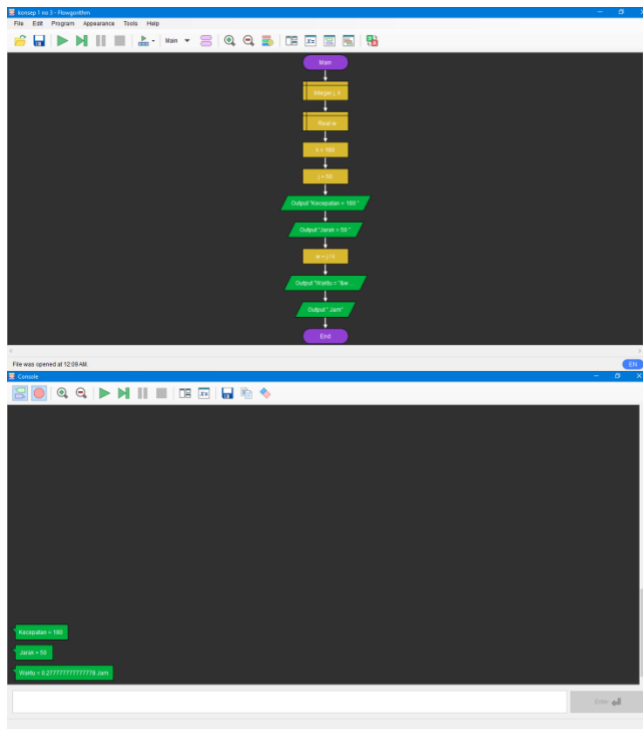 konsep 1 no 3 - Flowgorithm
File Edit Program Appearance Tools Help
Main
Main
Integer j, k
Real w
k = 180
j = 50
Output "Kecepatan = 180 "
Output "Jarak = 50 "
w = j / k
Output "Waktu = "&w ...
Output " Jam"
End
File was opened at 12:09 AM.
EN
Console
Kecepatan = 180
Jarak = 50
Waktu = 0.27777777777778 Jam
Enter